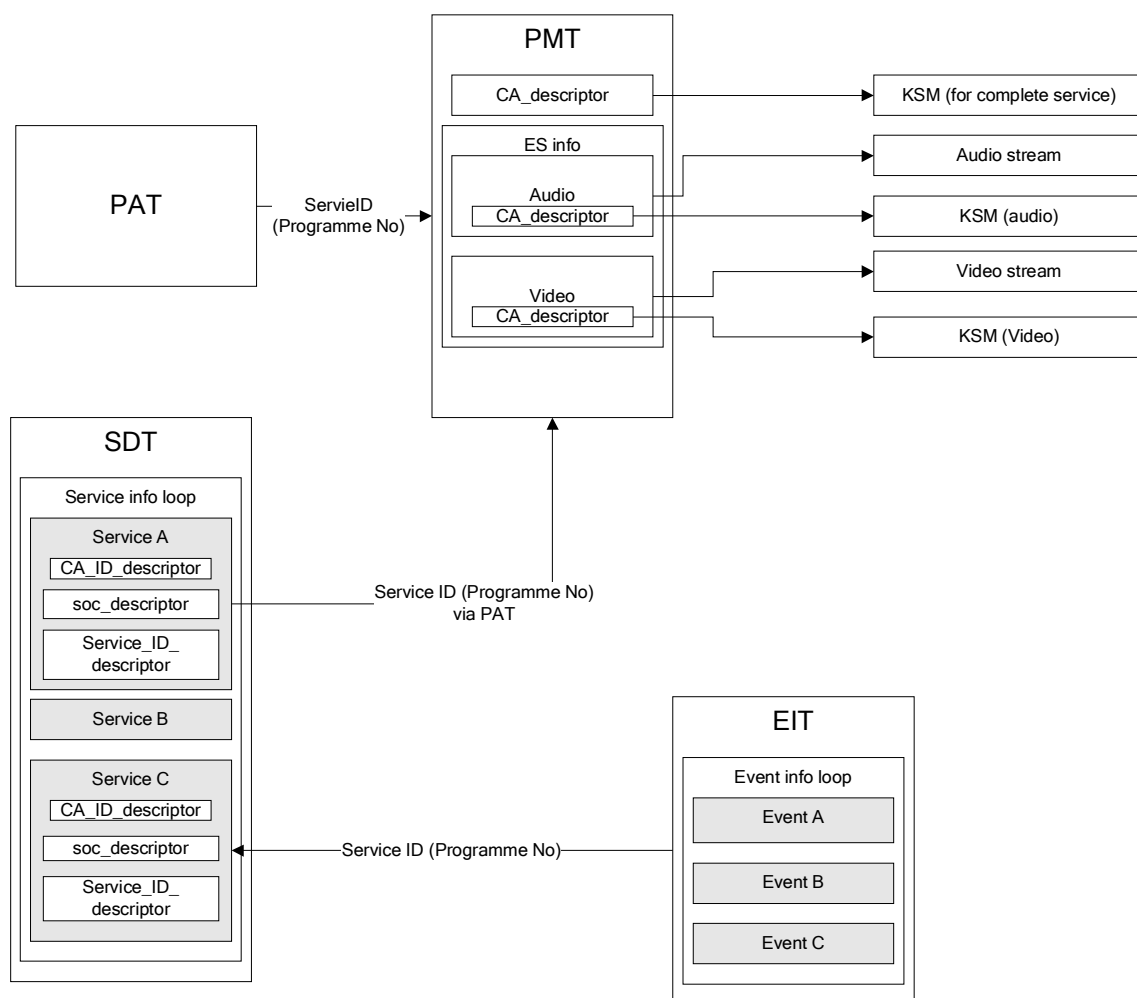 PMT
CA_descriptor
KSM (for complete service)
ES info
Audio
CA_descriptor
Audio stream
KSM (audio)
Video
CA_descriptor
Video stream
KSM (Video)
PAT
ServieID
(Programme No)
SDT
Service info loop
Service A
CA_ID_descriptor
soc_descriptor
Service_ID_
descriptor
Service ID (Programme No)
via PAT
Service B
Service C
CA_ID_descriptor
soc_descriptor
Service_ID_
descriptor
Service ID (Programme No)
EIT
Event info loop
Event A
Event B
Event C